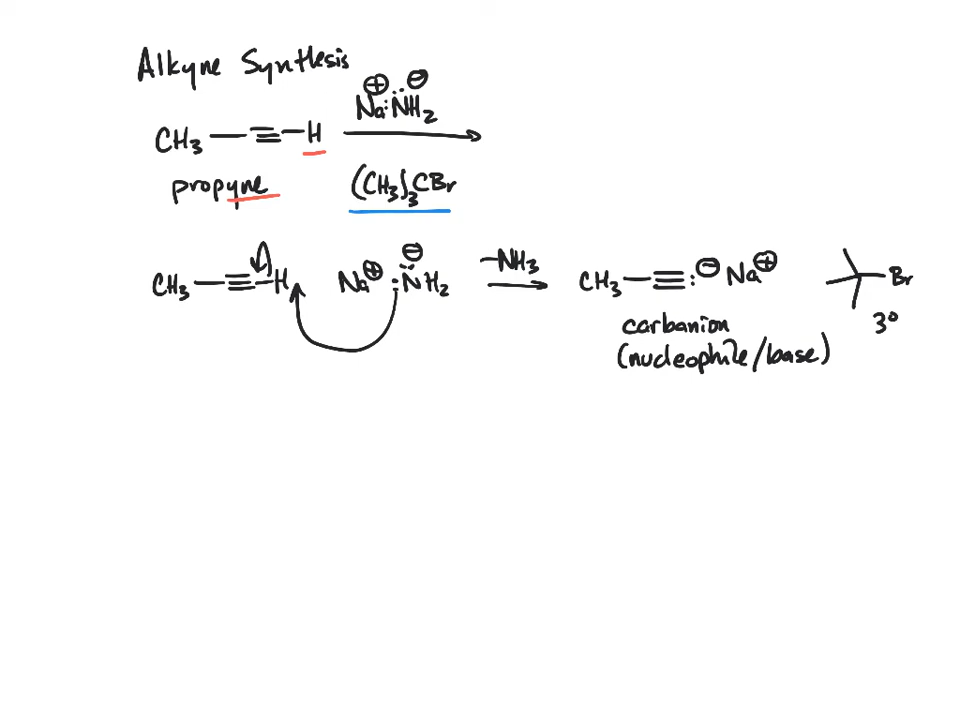 Alkyne Synthesis
⊕ ⊖
Na :NH₂
CH₃—≡—H
propyne (CH₃)₃CBr
CH₃—≡—H Na⊕ :NH₂⊖ -NH₃ CH₃—≡:⊖ Na⊕ Br
carbanion 3°
(nucleophile/base)